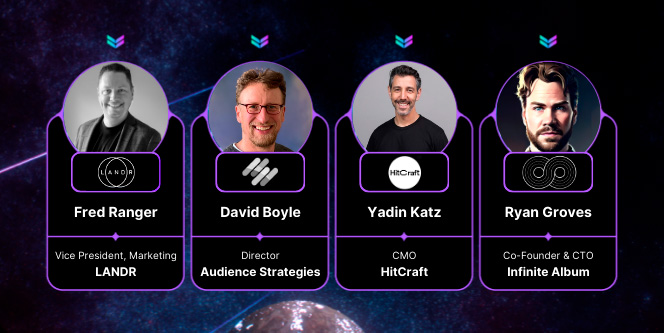 LANDR
HitCraft
Fred Ranger
David Boyle
Yadin Katz
Ryan Groves
Vice President, Marketing
LANDR
Director
Audience Strategies
CMO
HitCraft
Co-Founder & CTO
Infinite Album